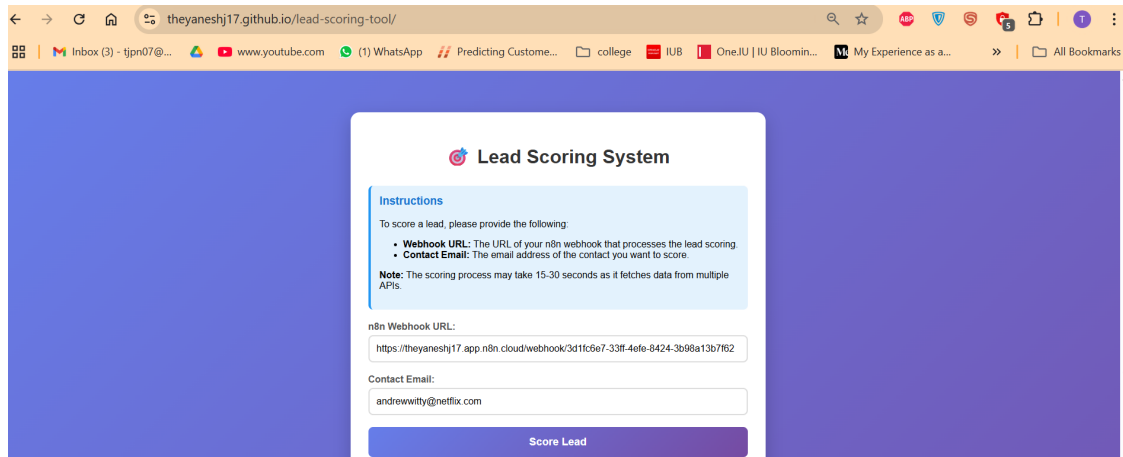 theyaneshj17.github.io/lead-scoring-tool/
ABP
5
T
Inbox (3) - tjpn07@...
www.youtube.com
(1) WhatsApp
Predicting Custome...
college
IUB
One.IU | IU Bloomin...
My Experience as a...
»
All Bookmarks
Lead Scoring System
Instructions
To score a lead, please provide the following:
• Webhook URL: The URL of your n8n webhook that processes the lead scoring.
• Contact Email: The email address of the contact you want to score.
Note: The scoring process may take 15-30 seconds as it fetches data from multiple
APIs.
n8n Webhook URL:
https://theyaneshj17.app.n8n.cloud/webhook/3d1fc6e7-33ff-4efe-8424-3b98a13b7f62
Contact Email:
andrewwitty@netflix.com
Score Lead